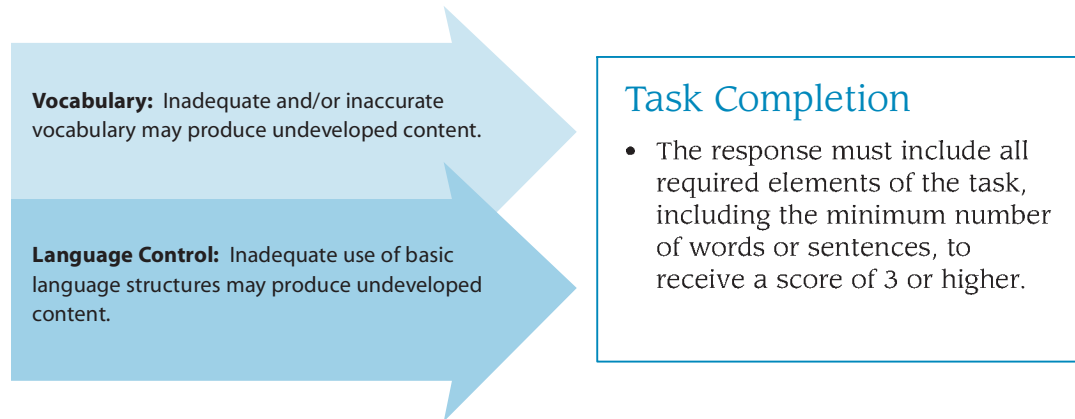 Vocabulary: Inadequate and/or inaccurate
vocabulary may produce undeveloped content.
Language Control: Inadequate use of basic
language structures may produce undeveloped
content.
Task Completion
• The response must include all
required elements of the task,
including the minimum number
of words or sentences, to
receive a score of 3 or higher.